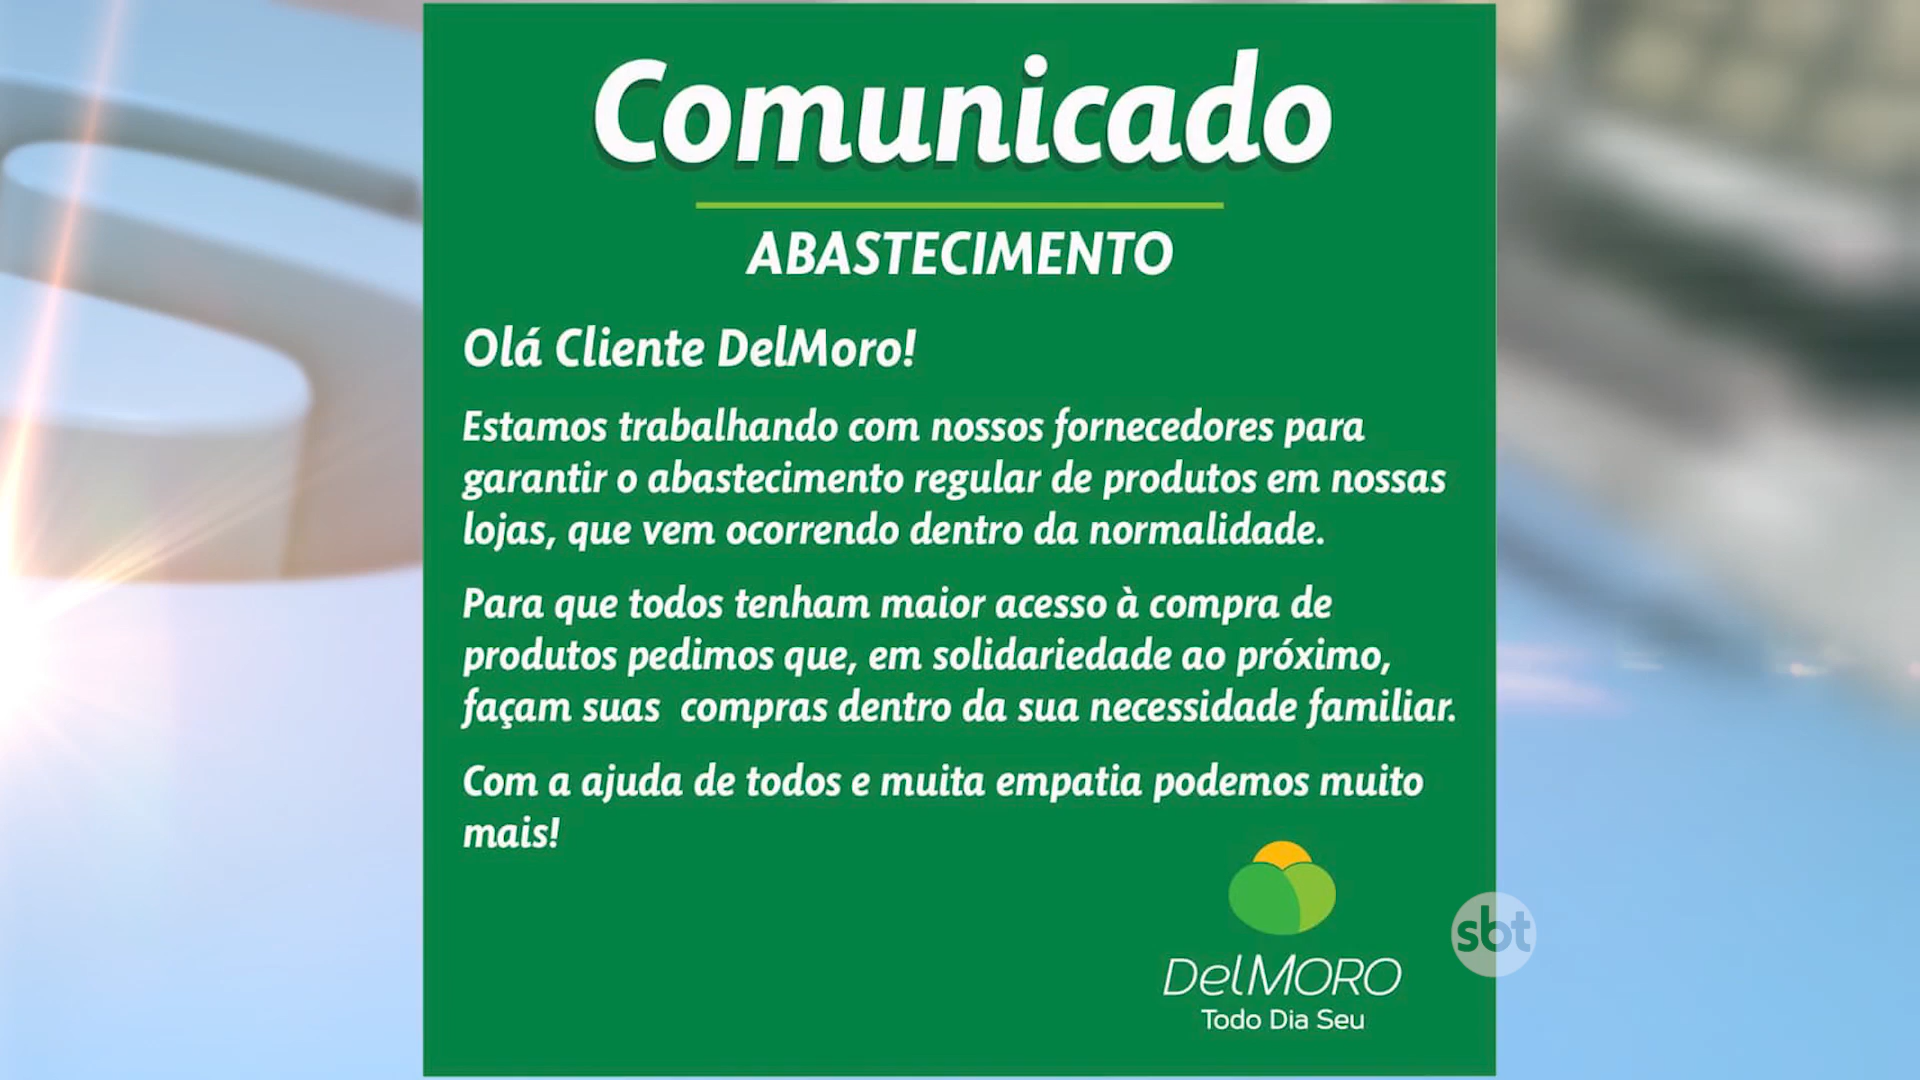 Comunicado
ABASTECIMENTO
Olá Cliente DelMoro!
Estamos trabalhando com nossos fornecedores para
garantir o abastecimento regular de produtos em nossas
lojas, que vem ocorrendo dentro da normalidade.
Para que todos tenham maior acesso à compra de
produtos pedimos que, em solidariedade ao próximo,
façam suas  compras dentro da sua necessidade familiar.
Com a ajuda de todos e muita empatia podemos muito
mais!
sbt
DelMORO
Todo Dia Seu